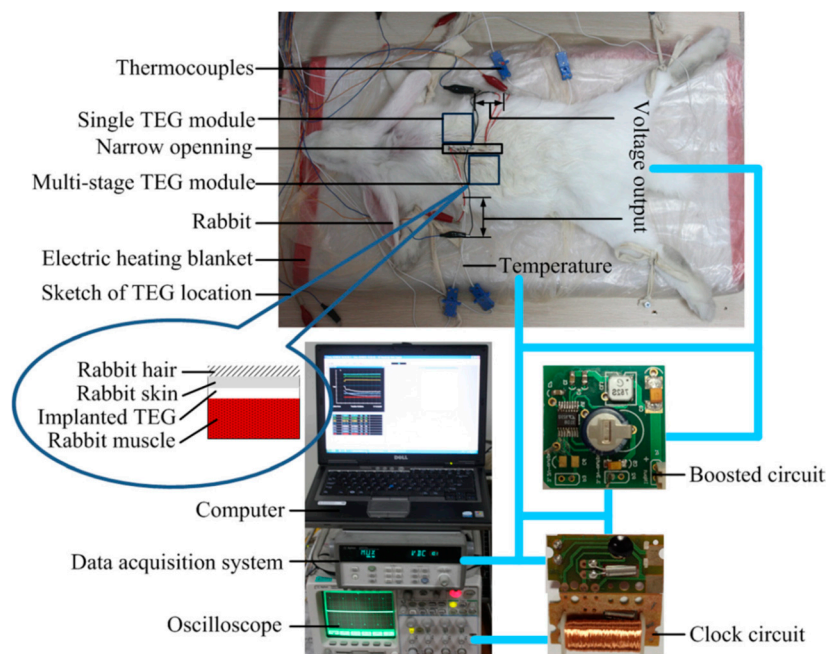 Thermocouples
Single TEG module
Narrow openning
Multi-stage TEG module
Rabbit
Electric heating blanket
Sketch of TEG location
Voltage output
Temperature
Rabbit hair
Rabbit skin
Implanted TEG
Rabbit muscle
Boosted circuit
Computer
DELL
Data acquisition system
Oscilloscope
Clock circuit